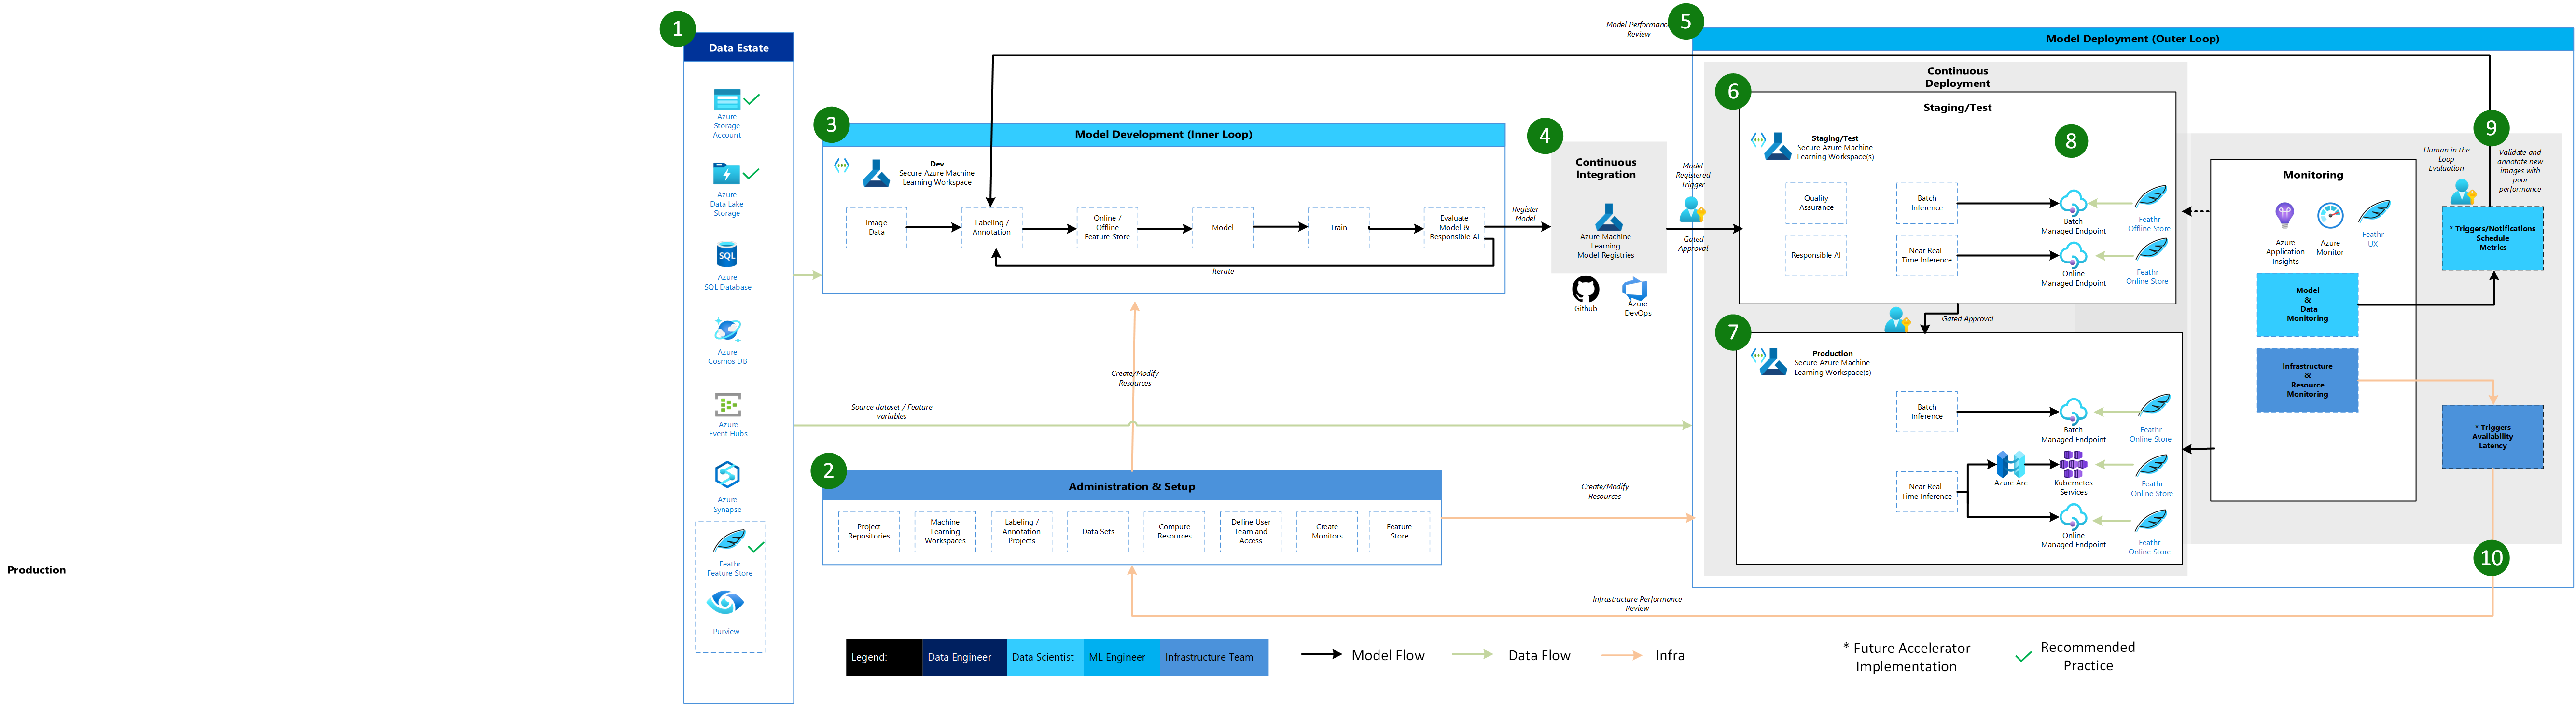 1
Data Estate
Azure
Storage
Account
Azure
Data Lake
Storage
SQL
Azure
SQL Database
Azure
Cosmos DB
Azure
Event Hubs
Azure
Synapse
Feathr
Feature Store
Purview
Production
3
Model Development (Inner Loop)
Dev
Secure Azure Machine
Learning Workspace
Image
Data
Labeling /
Annotation
Online /
Offline
Feature Store
Model
Train
Evaluate
Model &
Responsible AI
Iterate
Create/Modify
Resources
Source dataset / Feature
variables
2
Administration & Setup
Project
Repositories
Machine
Learning
Workspaces
Labeling /
Annotation
Projects
Data Sets
Compute
Resources
Define User
Team and
Access
Create
Monitors
Feature
Store
Create/Modify
Resources
Infrastructure Performance
Review
Register
Model
4
Continuous
Integration
Azure Machine
Learning
Model Registries
Github
Azure
DevOps
Model
Registered
Trigger
Gated
Approval
Model Performance
Review
5
Model Deployment (Outer Loop)
Continuous
Deployment
6
Staging/Test
Staging/Test
Secure Azure Machine
Learning Workspace(s)
8
Quality
Assurance
Responsible AI
Batch
Inference
Near Real-
Time Inference
Batch
Managed Endpoint
Online
Managed Endpoint
Feathr
Offline Store
Feathr
Online Store
Gated Approval
7
Production
Secure Azure Machine
Learning Workspace(s)
Batch
Inference
Batch
Managed Endpoint
Feathr
Online Store
Near Real-
Time Inference
Azure Arc
Kubernetes
Services
Feathr
Online Store
Online
Managed Endpoint
Feathr
Online Store
Monitoring
Azure
Application
Insights
Azure
Monitor
Feathr
UX
Model
&
Data
Monitoring
Infrastructure
&
Resource
Monitoring
9
Human in the
Loop
Evaluation
Validate and
annotate new
images with
poor
performance
* Triggers/Notifications
Schedule
Metrics
* Triggers
Availability
Latency
10
Legend:
Data Engineer
Data Scientist
ML Engineer
Infrastructure Team
Model Flow
Data Flow
Infra
* Future Accelerator
Implementation
Recommended
Practice